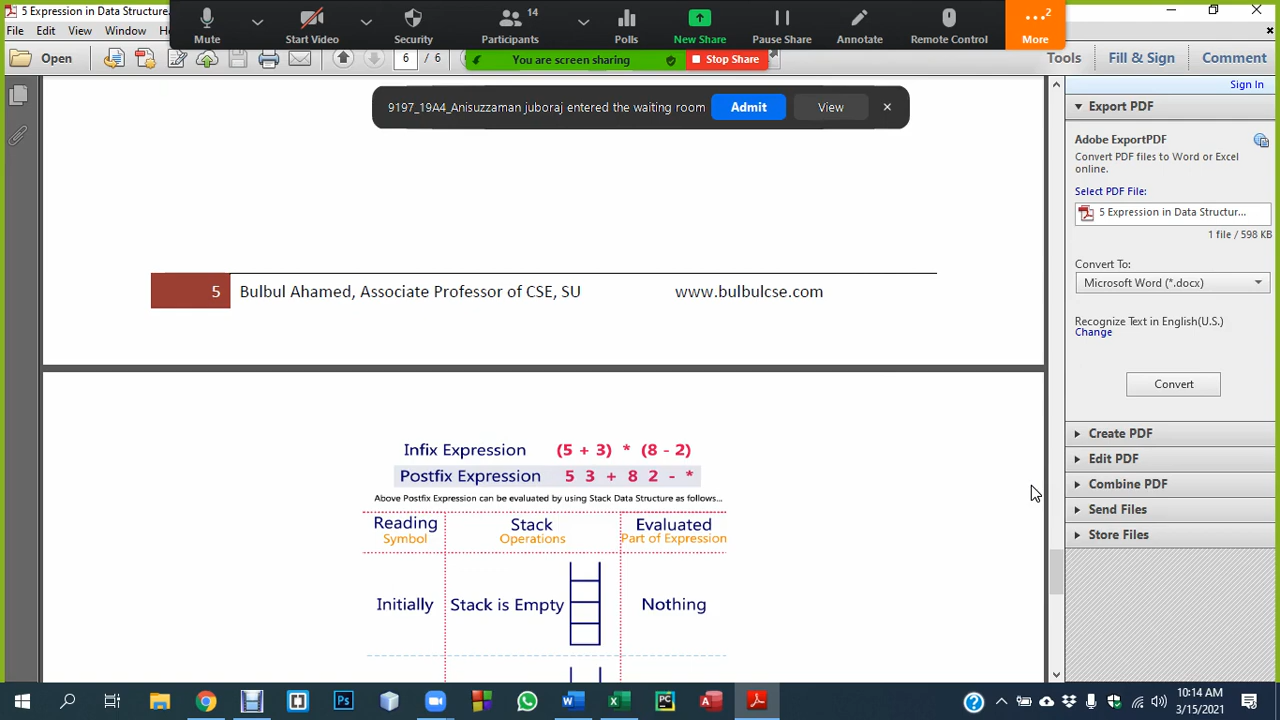 5 Expression in Data Structure
File Edit View Window H
Mute
Start Video
Security
14
Participants
Polls
New Share
Pause Share
Annotate
Remote Control
2
More
Open
6 / 6
You are screen sharing
Stop Share
Tools
Fill & Sign
Comment
Sign In
9197_19A4_Anisuzzaman juboraj entered the waiting room Admit View
Export PDF
Adobe ExportPDF
Convert PDF files to Word or Excel
online.
Select PDF File:
5 Expression in Data Structur...
1 file / 598 KB
Convert To:
Microsoft Word (*.docx)
Recognize Text in English(U.S.)
Change
Convert
Create PDF
Edit PDF
Combine PDF
Send Files
Store Files
5 Bulbul Ahamed, Associate Professor of CSE, SU www.bulbulcse.com
Infix Expression (5 + 3) * (8 - 2)
Postfix Expression 5 3 + 8 2 - *
Above Postfix Expression can be evaluated by using Stack Data Structure as follows...
Reading Stack Evaluated
Symbol Operations Part of Expression
Initially Stack is Empty Nothing
10:14 AM
3/15/2021